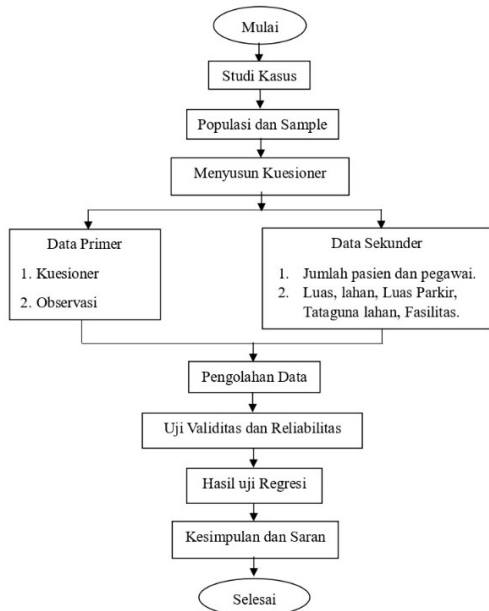 Mulai
Studi Kasus
Populasi dan Sample
Menyusun Kuesioner
Data Primer
1. Kuesioner
2. Observasi
Data Sekunder
1. Jumlah pasien dan pegawai.
2. Luas, lahan, Luas Parkir,
Tataguna lahan, Fasilitas.
Pengolahan Data
Uji Validitas dan Reliabilitas
Hasil uji Regresi
Kesimpulan dan Saran
Selesai